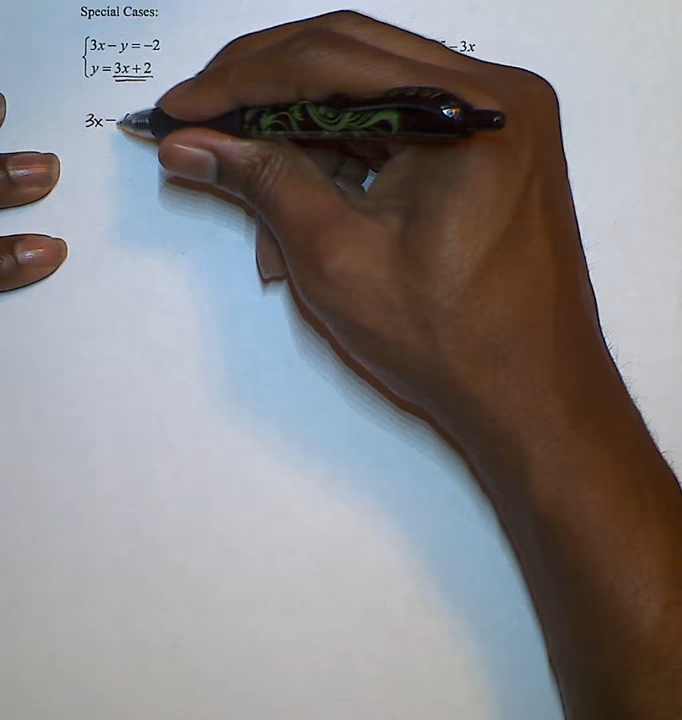 Special Cases:
3x − y = −2
y = 3x + 2
−3x
3x −